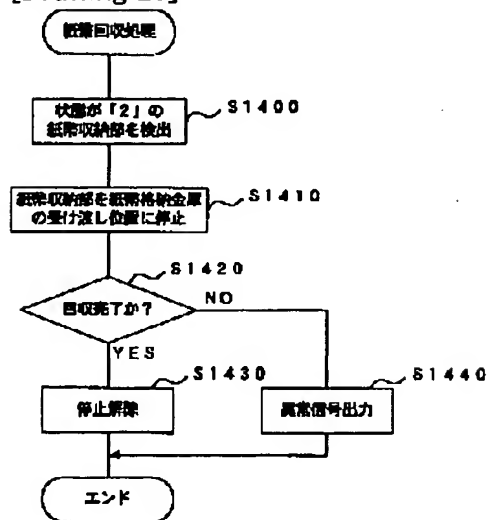 紙幣回収処理
状態が「2」の
紙幣収納部を検出
S1400
紙幣収納部を紙幣格納金庫
の受け渡し位置に停止
S1410
S1420
回収完了か?
NO
YES
S1430
停止解除
S1440
異常信号出力
エンド